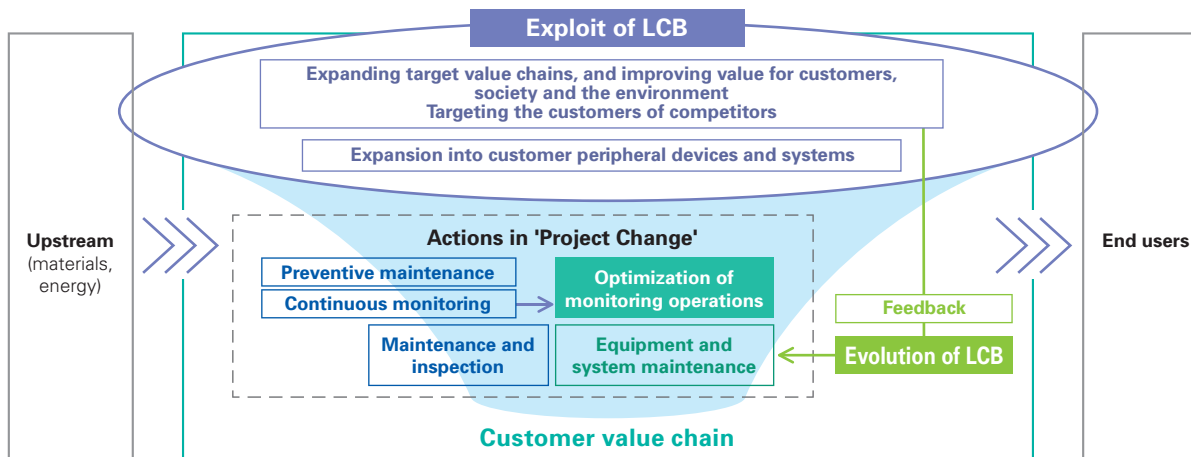 Exploit of LCB
Expanding target value chains, and improving value for customers,
society and the environment
Targeting the customers of competitors
Expansion into customer peripheral devices and systems
Upstream
(materials,
energy)
Actions in 'Project Change'
Preventive maintenance
Continuous monitoring
Optimization of
monitoring operations
Maintenance and
inspection
Equipment and
system maintenance
Feedback
Evolution of LCB
End users
Customer value chain